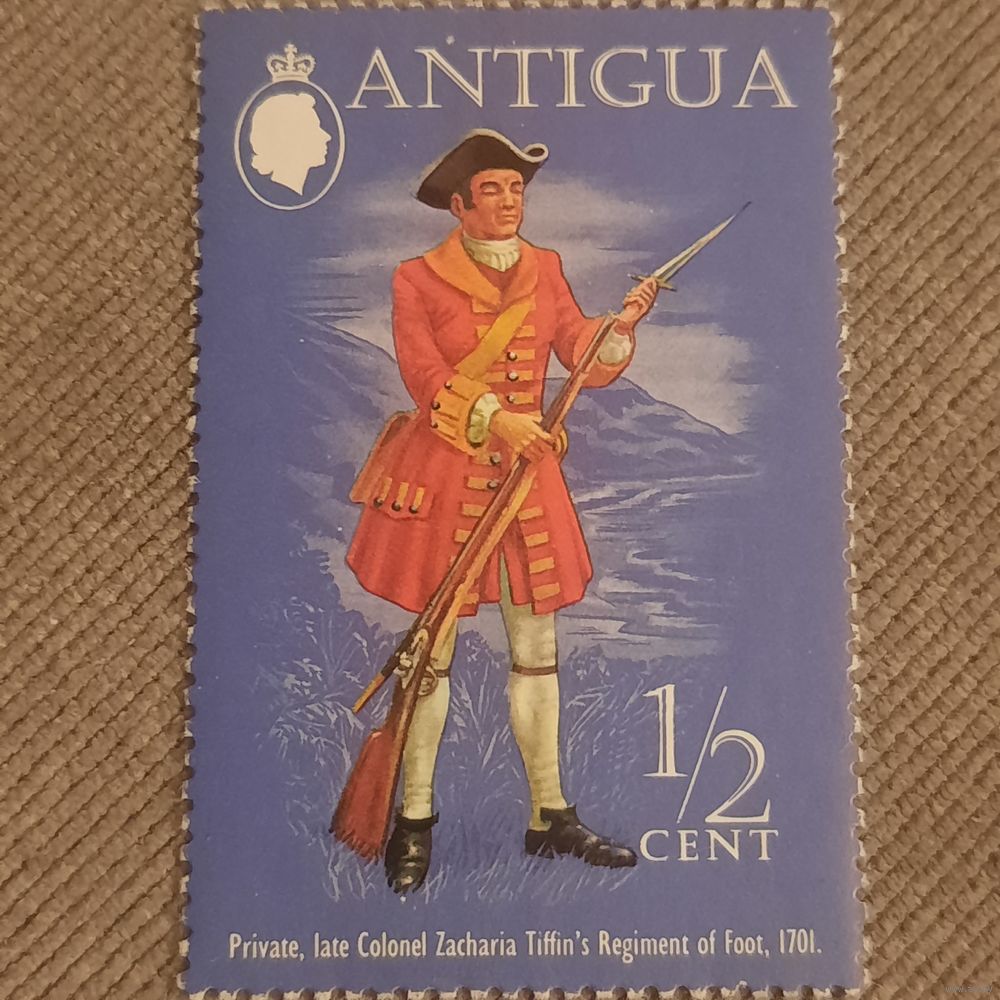 ANTIGUA
1/2
CENT
Private, late Colonel Zacharia Tiffin's Regiment of Foot, 1701.